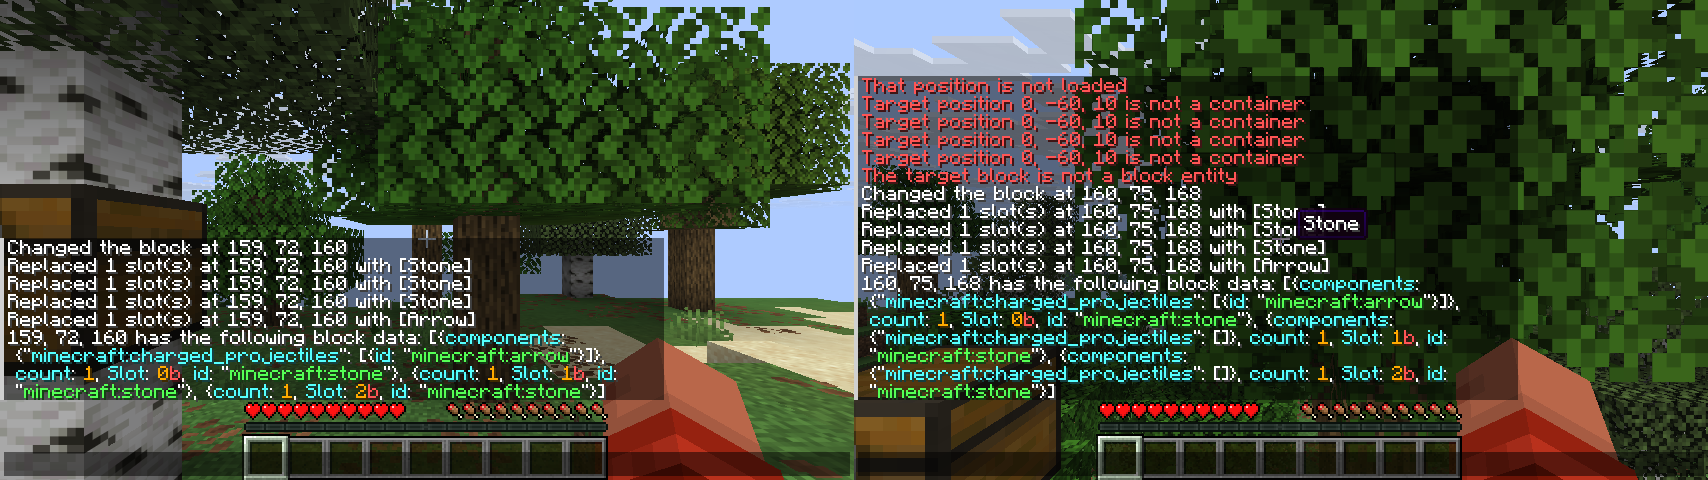 Changed the block at 159, 72, 160
Replaced 1 slot(s) at 159, 72, 160 with [Stone]
Replaced 1 slot(s) at 159, 72, 160 with [Stone]
Replaced 1 slot(s) at 159, 72, 160 with [Stone]
Replaced 1 slot(s) at 159, 72, 160 with [Arrow]
159, 72, 160 has the following block data: [{components:
{"minecraft:charged_projectiles": [{id: "minecraft:arrow"}]},
count: 1, Slot: 0b, id: "minecraft:stone"}, {count: 1, Slot: 1b, id:
"minecraft:stone"}, {count: 1, Slot: 2b, id: "minecraft:stone"}]
That position is not loaded
Target position 0, -60, 10 is not a container
Target position 0, -60, 10 is not a container
Target position 0, -60, 10 is not a container
Target position 0, -60, 10 is not a container
The target block is not a block entity
Changed the block at 160, 75, 168
Replaced 1 slot(s) at 160, 75, 168 with [Sto
Replaced 1 slot(s) at 160, 75, 168 with [Sto
Stone
Replaced 1 slot(s) at 160, 75, 168 with [Stone]
Replaced 1 slot(s) at 160, 75, 168 with [Arrow]
160, 75, 168 has the following block data: [{components:
{"minecraft:charged_projectiles": [{id: "minecraft:arrow"}]},
count: 1, Slot: 0b, id: "minecraft:stone"}, {components:
{"minecraft:charged_projectiles": []}, count: 1, Slot: 1b, id:
"minecraft:stone"}, {components:
{"minecraft:charged_projectiles": []}, count: 1, Slot: 2b, id:
"minecraft:stone"}]